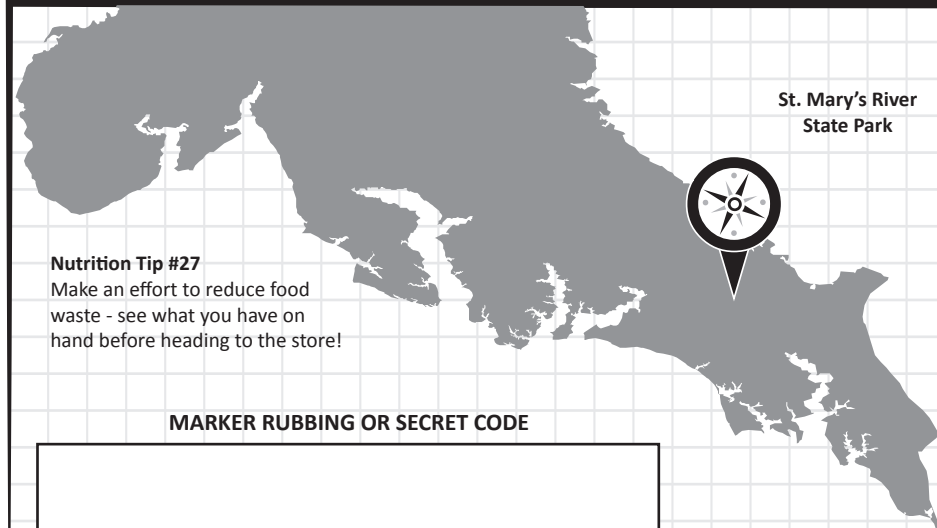 St. Mary’s River
State Park
Nutrition Tip #27
Make an effort to reduce food
waste - see what you have on
hand before heading to the store!
MARKER RUBBING OR SECRET CODE